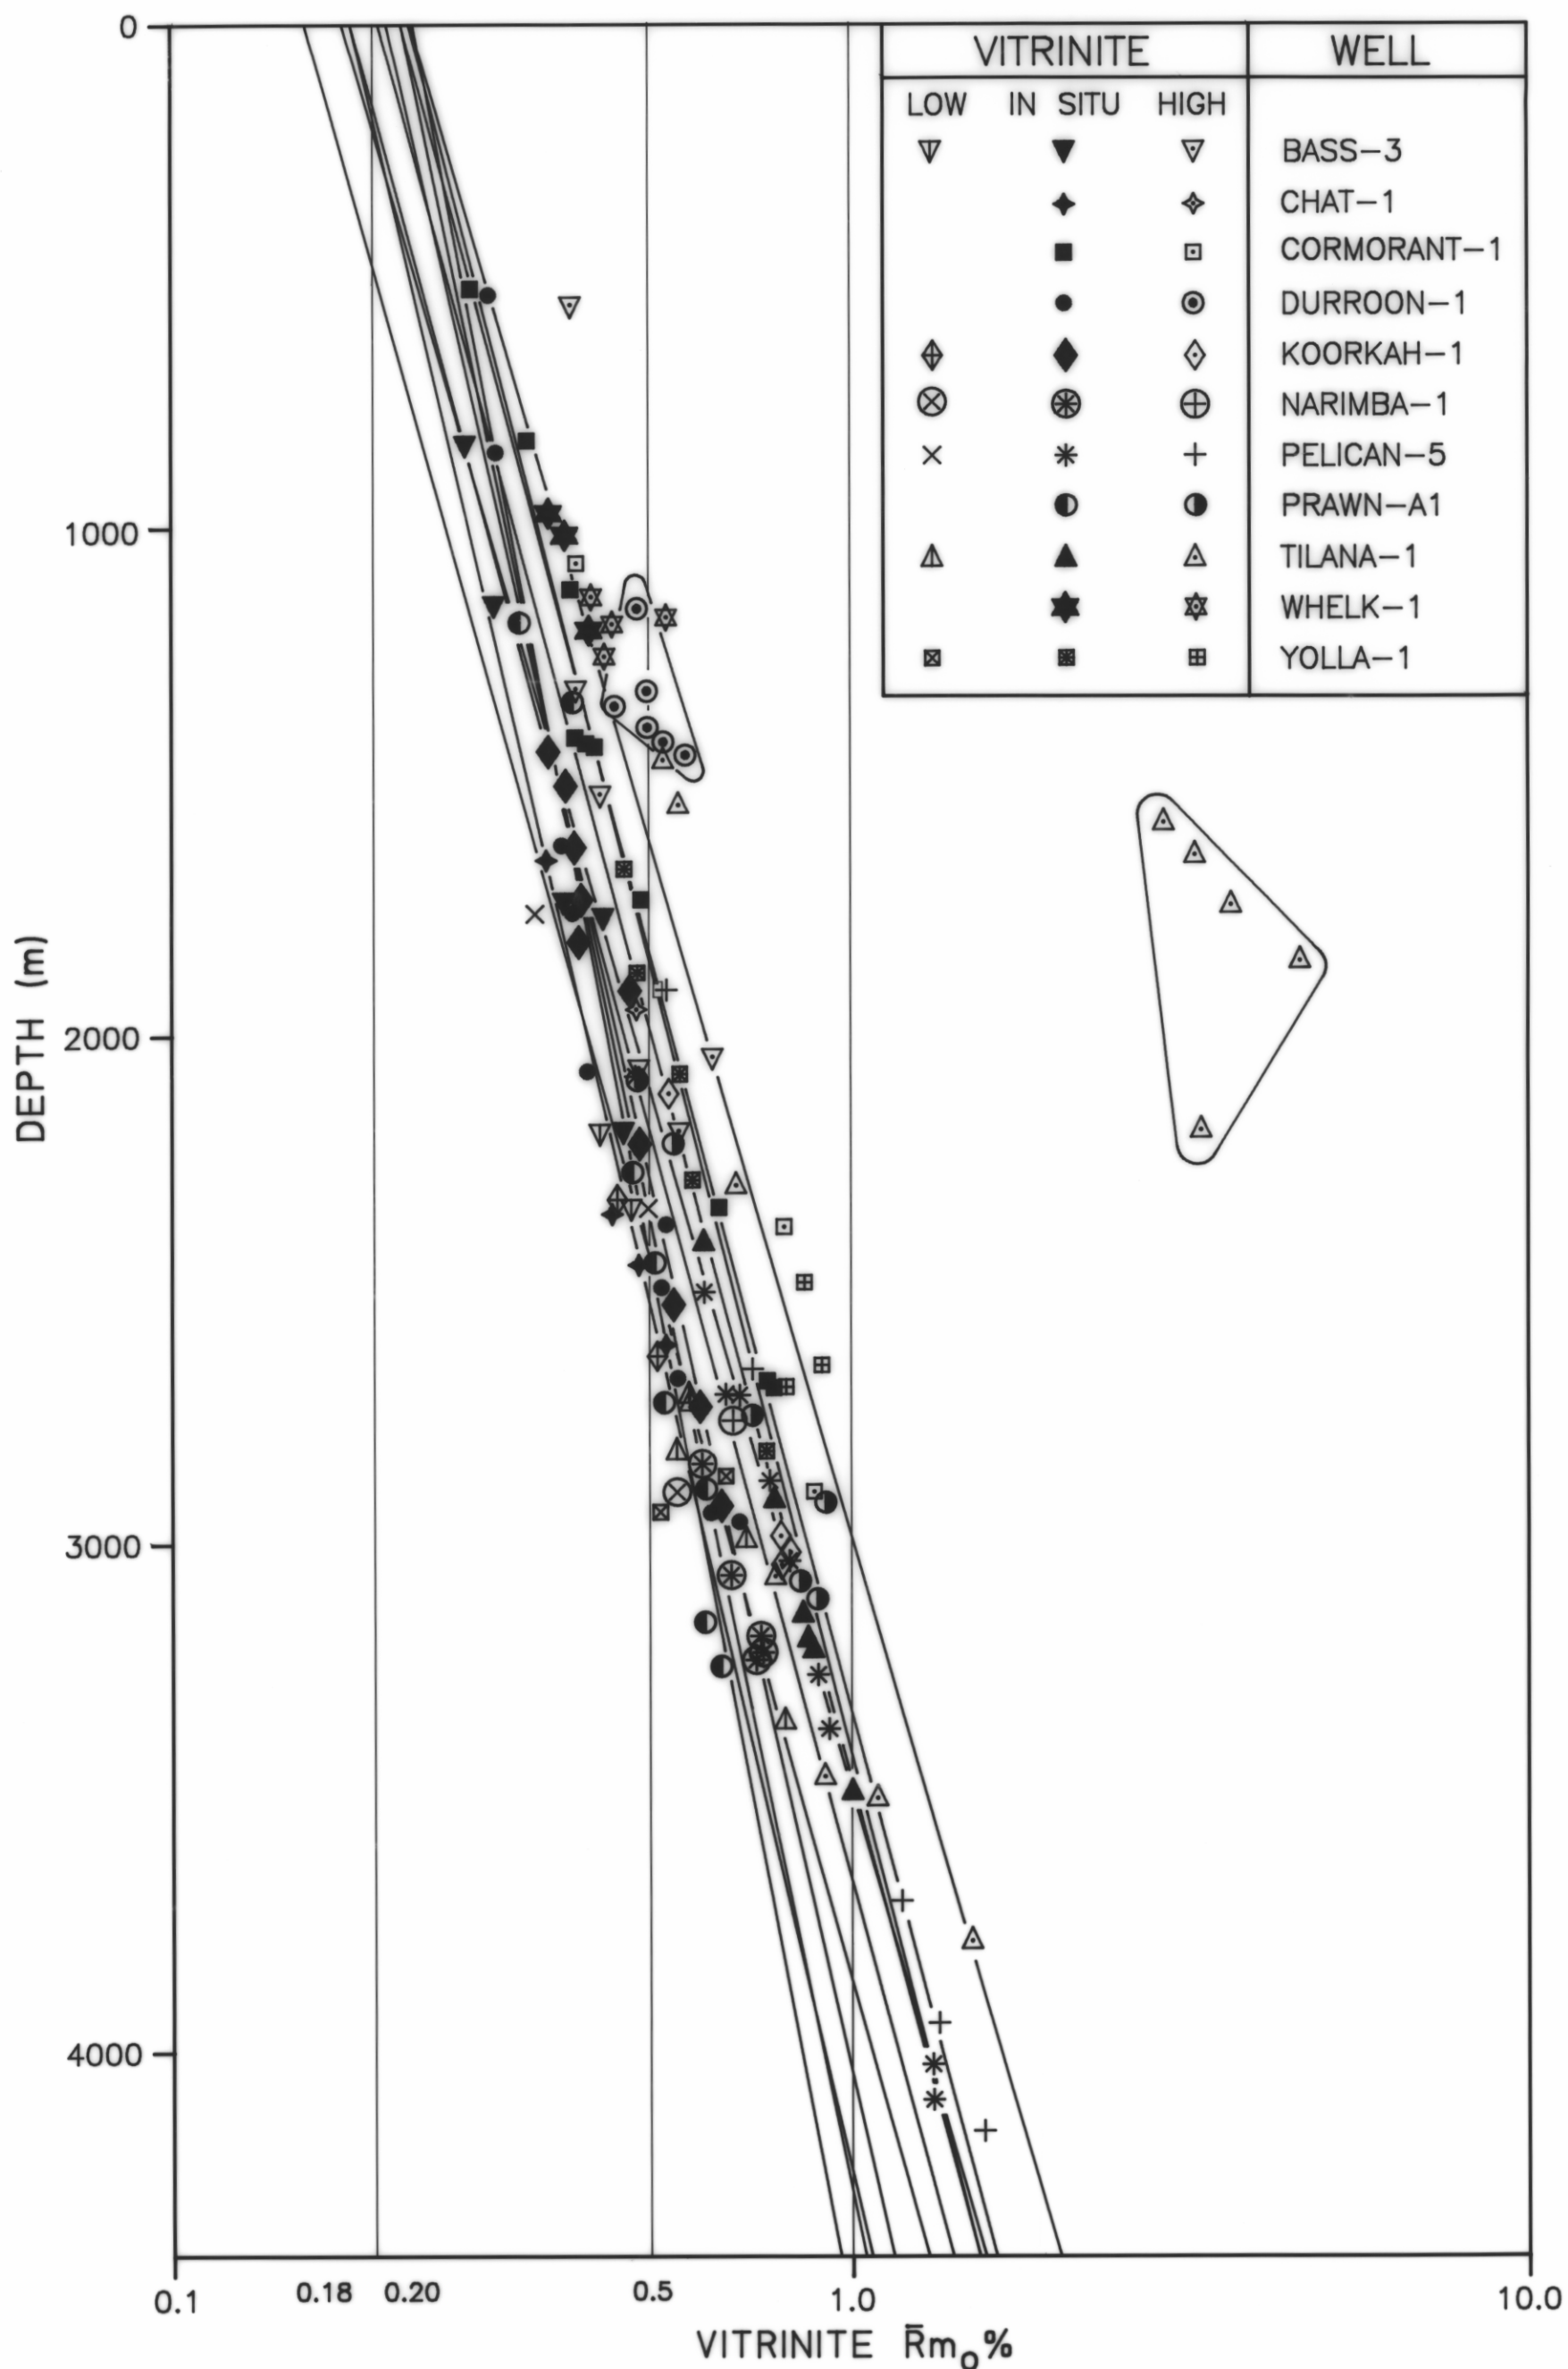 0
1000
2000
3000
4000
DEPTH (m)
VITRINITE WELL
LOW IN SITU HIGH
BASS-3
CHAT-1
CORMORANT-1
DURROON-1
KOORKAH-1
NARIMBA-1
PELICAN-5
PRAWN-A1
TILANA-1
WHELK-1
YOLLA-1
0.1 0.18 0.20 0.5 1.0 10.0
VITRINITE R̄mo%